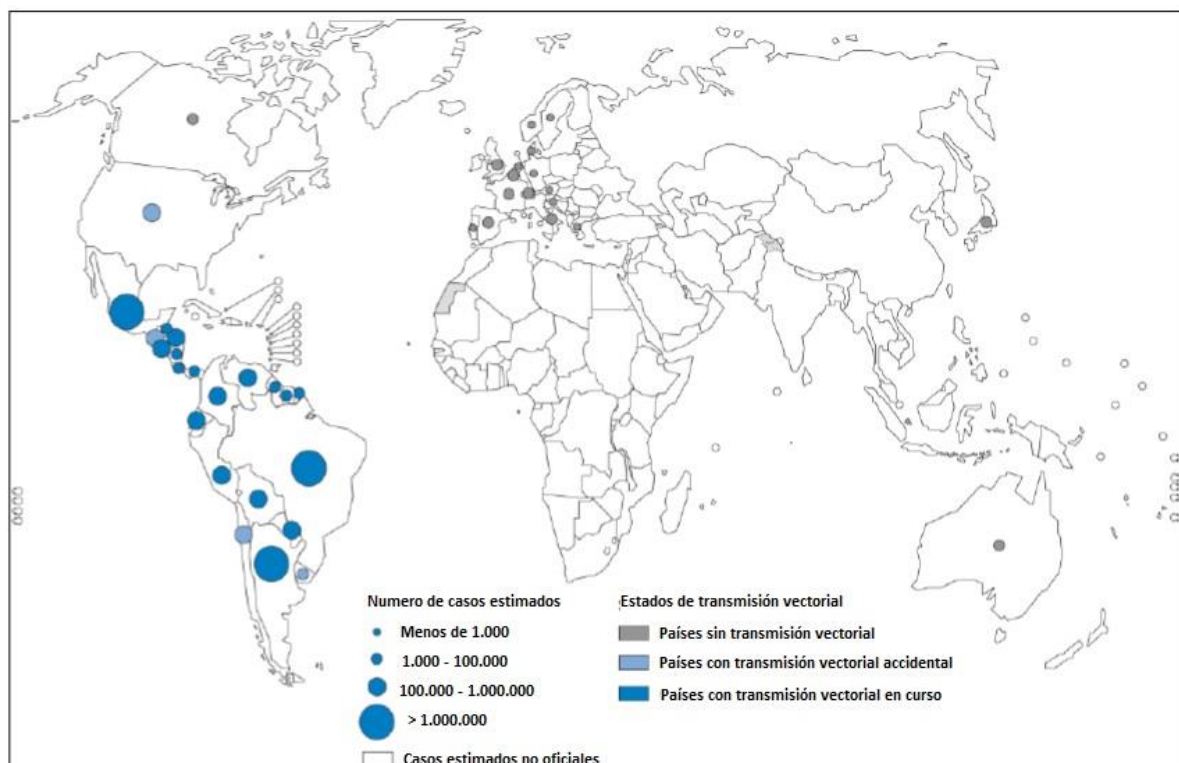 Numero de casos estimados
Menos de 1.000
1.000 - 100.000
100.000 - 1.000.000
> 1.000.000
Casos estimados no oficiales
Estados de transmisión vectorial
Países sin transmisión vectorial
Países con transmisión vectorial accidental
Países con transmisión vectorial en curso